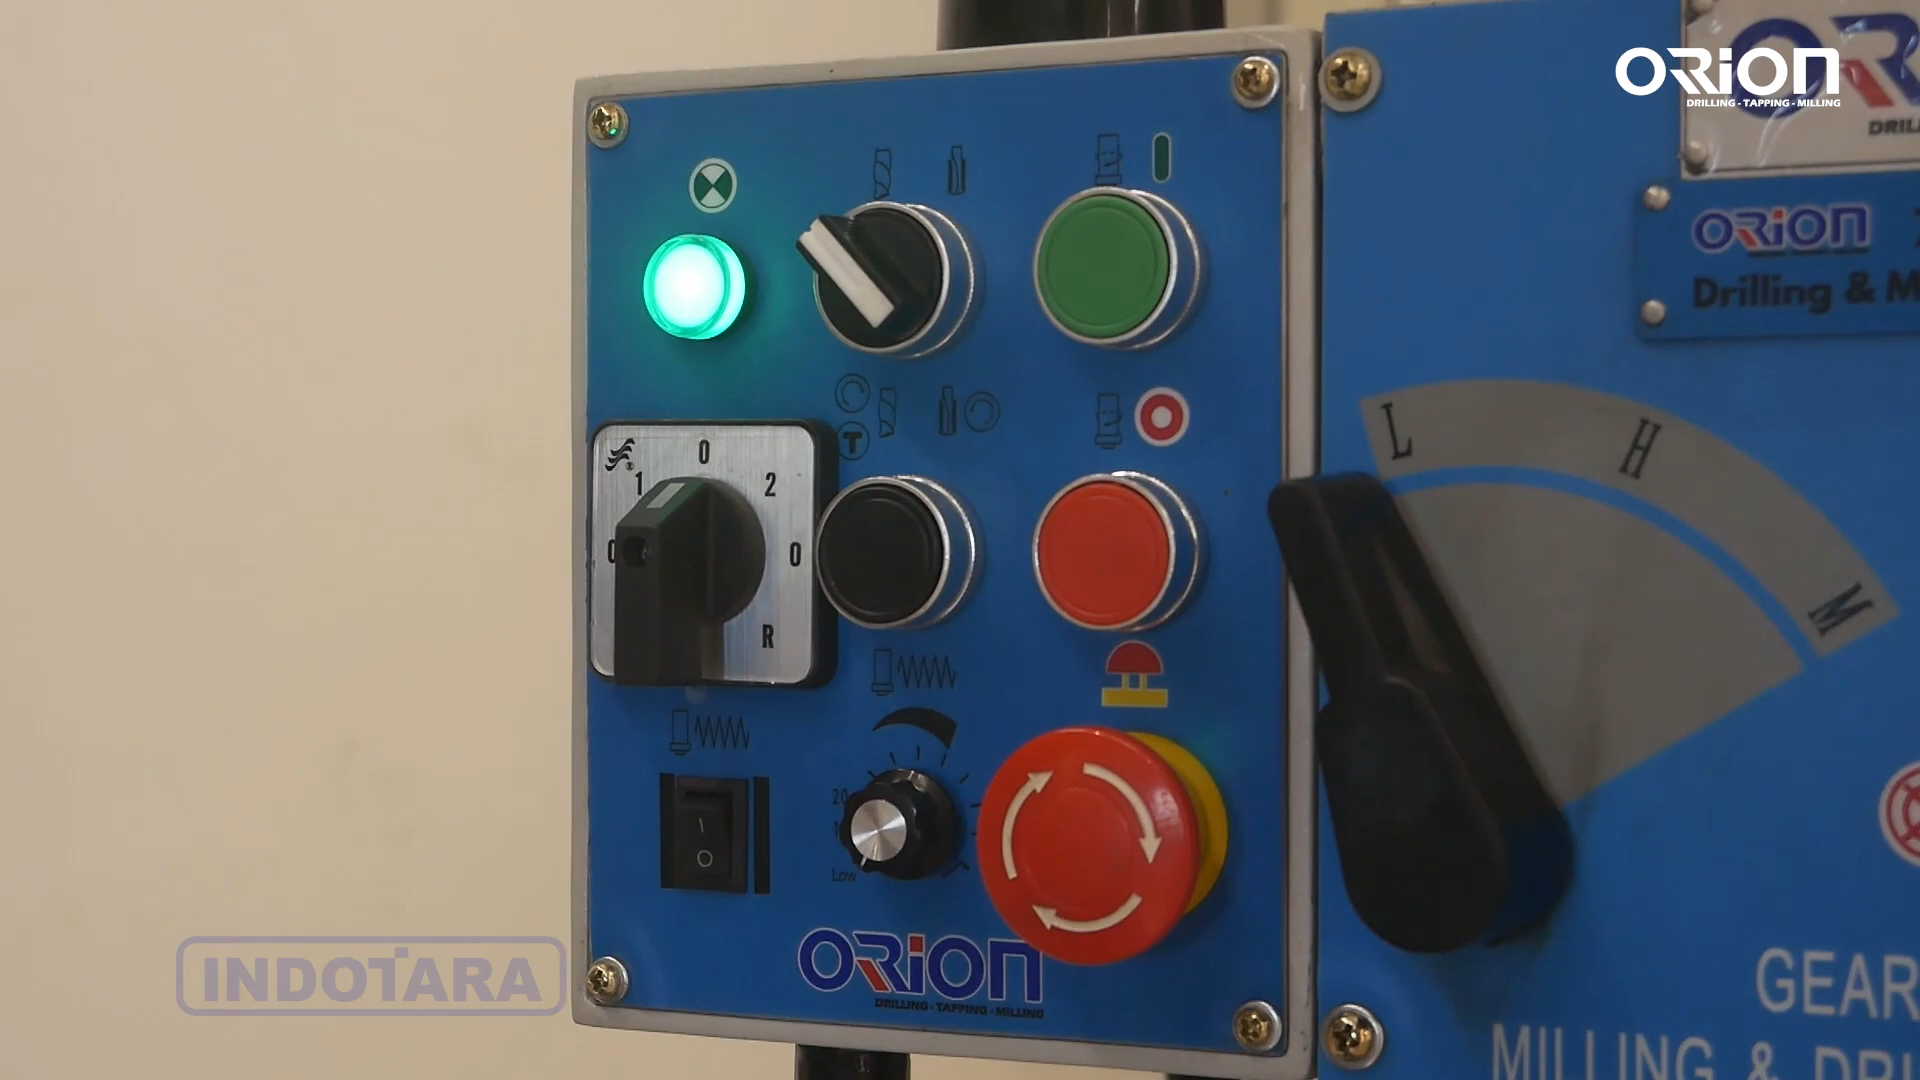 ORION
DRILLING - TAPPING - MILLING
ORION
Drilling & M
L H M
0
1 2
0 0
R
T
20
Low
I
O
ORION
DRILLING - TAPPING - MILLING
INDOTARA
GEAR
MILLING & DRI